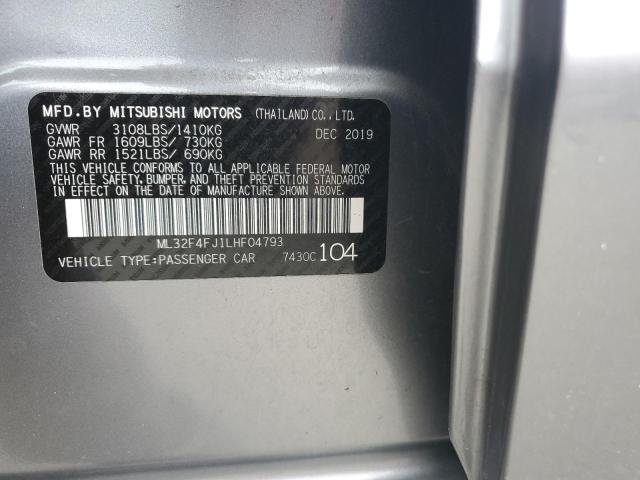 MFD.BY MITSUBISHI MOTORS (THAILAND)CO.,LTD.
GVWR 3108LBS/1410KG DEC 2019
GAWR FR 1609LBS/ 730KG
GAWR RR 1521LBS/ 690KG
THIS VEHICLE CONFORMS TO ALL APPLICABLE FEDERAL MOTOR
VEHICLE SAFETY, BUMPER, AND THEFT PREVENTION STANDARDS
IN EFFECT ON THE DATE OF MANUFACTURE SHOWN ABOVE.
ML32F4FJ1LHF04793
VEHICLE TYPE:PASSENGER CAR 7430C 104